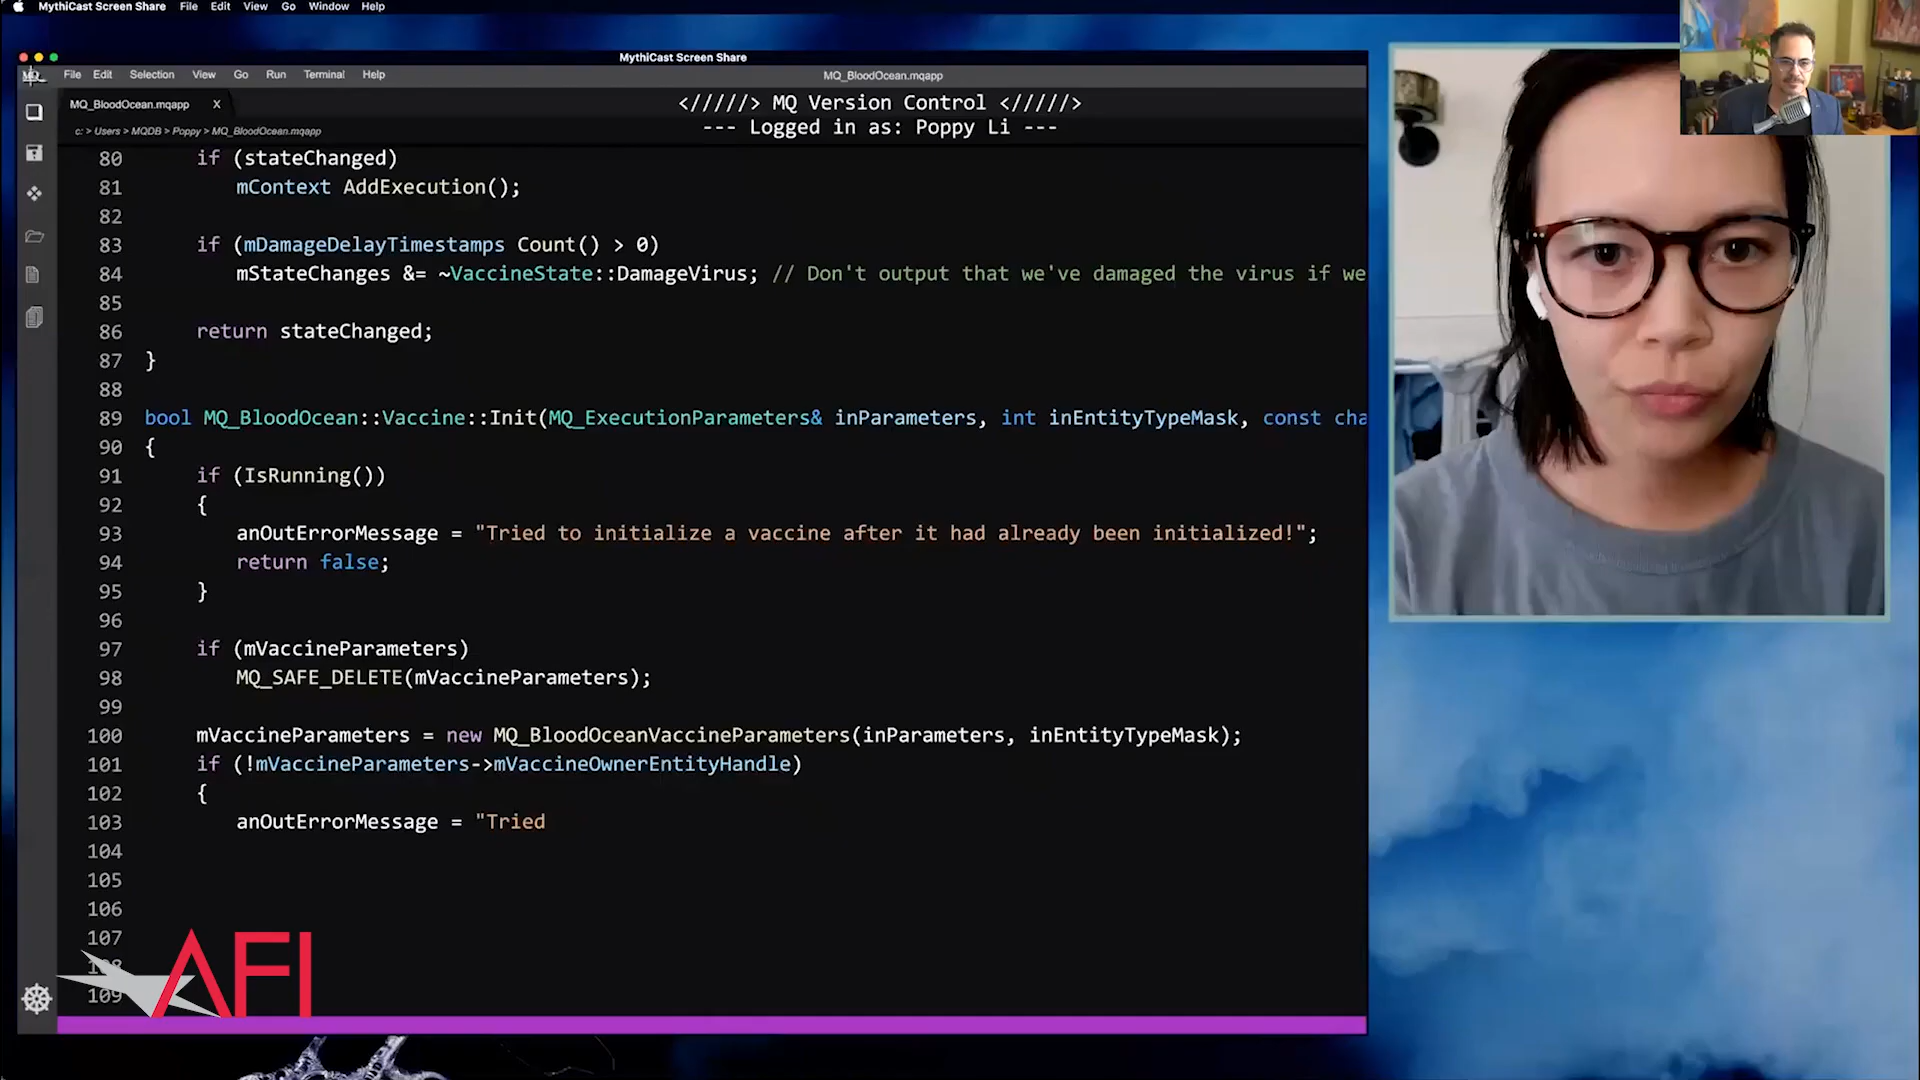 MythiCast Screen Share File Edit View Go Window Help
MythiCast Screen Share
MQ_ File Edit Selection View Go Run Terminal Help MQ_BloodOcean.mqapp
MQ_BloodOcean.mqapp X
</////> MQ Version Control </////>
c: > Users > MQDB > Poppy > MQ_BloodOcean.mqapp
--- Logged in as: Poppy Li ---
80 if (stateChanged)
81 mContext AddExecution();
82
83 if (mDamageDelayTimestamps Count() > 0)
84 mStateChanges &= ~VaccineState::DamageVirus; // Don't output that we've damaged the virus if we
85
86 return stateChanged;
87 }
88
89 bool MQ_BloodOcean::Vaccine::Init(MQ_ExecutionParameters& inParameters, int inEntityTypeMask, const cha
90 {
91 if (IsRunning())
92 {
93 anOutErrorMessage = "Tried to initialize a vaccine after it had already been initialized!";
94 return false;
95 }
96
97 if (mVaccineParameters)
98 MQ_SAFE_DELETE(mVaccineParameters);
99
100 mVaccineParameters = new MQ_BloodOceanVaccineParameters(inParameters, inEntityTypeMask);
101 if (!mVaccineParameters->mVaccineOwnerEntityHandle)
102 {
103 anOutErrorMessage = "Tried
104
105
106
107
108
109
AFI